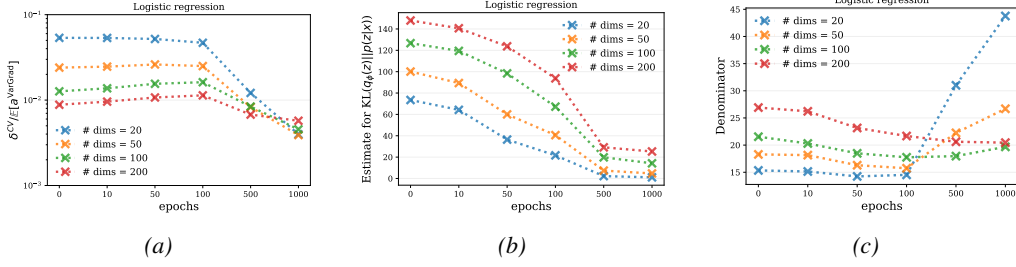 Logistic regression
10⁻¹
10⁻²
10⁻³
δ^CV/𝔼[a^VarGrad]
# dims = 20
# dims = 50
# dims = 100
# dims = 200
0 10 50 100 500 1000
epochs
(a)
Logistic regression
140
120
100
80
60
40
20
0
Estimate for KL(qϕ(z)||p(z|x))
# dims = 20
# dims = 50
# dims = 100
# dims = 200
0 10 50 100 500 1000
epochs
(b)
Logistic regression
45
40
35
30
25
20
15
Denominator
# dims = 20
# dims = 50
# dims = 100
# dims = 200
0 10 50 100 500 1000
epochs
(c)